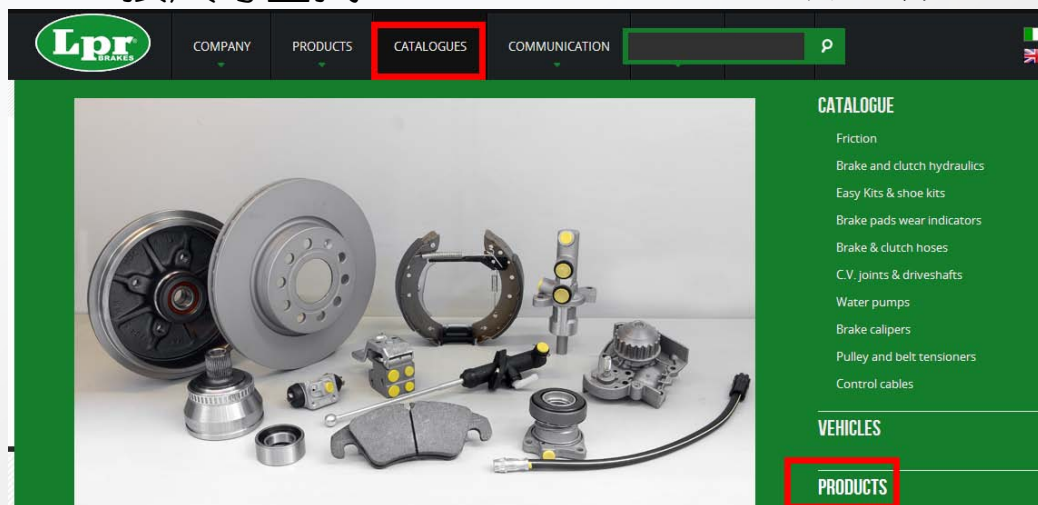 Lpr
BRAKES
COMPANY
PRODUCTS
CATALOGUES
COMMUNICATION
CATALOGUE
Friction
Brake and clutch hydraulics
Easy Kits & shoe kits
Brake pads wear indicators
Brake & clutch hoses
C.V. joints & driveshafts
Water pumps
Brake calipers
Pulley and belt tensioners
Control cables
VEHICLES
PRODUCTS